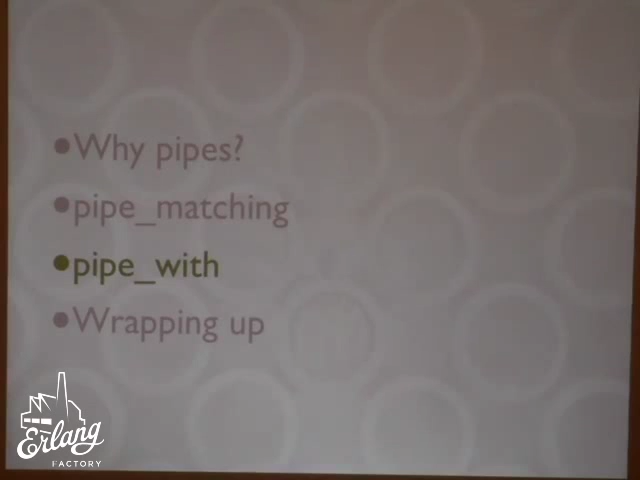 •Why pipes?
•pipe_matching
•pipe_with
•Wrapping up
Erlang
FACTORY